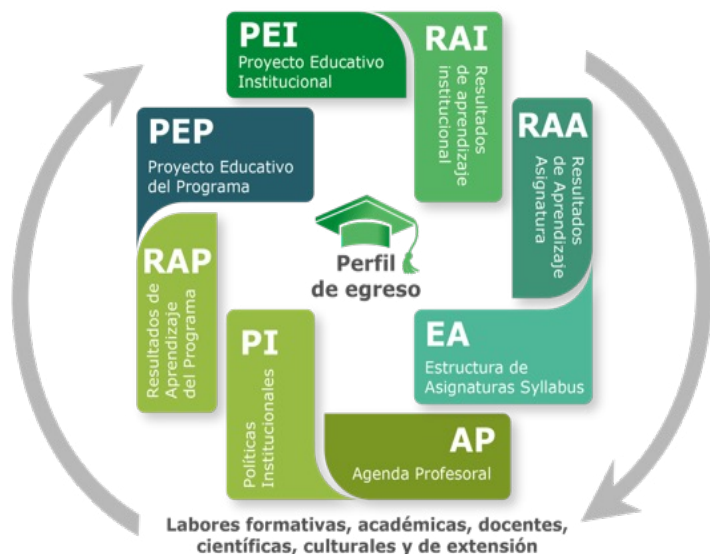 PEI
Proyecto Educativo
Institucional
RAI
Resultados
de aprendizaje
institucional
PEP
Proyecto Educativo
del Programa
RAA
Resultados
de Aprendizaje
Asignatura
Perfil
de egreso
RAP
Resultados de
Aprendizaje
del Programa
PI
Políticas
Institucionales
EA
Estructura de
Asignaturas Syllabus
AP
Agenda Profesoral
Labores formativas, académicas, docentes,
científicas, culturales y de extensión